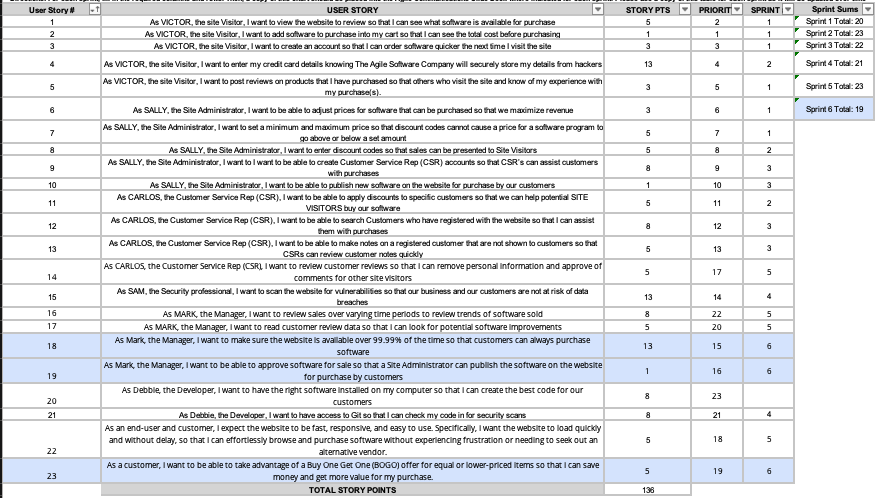 User Story # USER STORY STORY PTS PRIORIT SPRINT Sprint Sums
1 As VICTOR, the site Visitor, I want to view the website to review so that I can see what software is available for purchase 5 2 1 Sprint 1 Total: 20
2 As VICTOR, the site Visitor, I want to add software to purchase into my cart so that I can see the total cost before purchasing 1 1 1 Sprint 2 Total: 23
3 As VICTOR, the site Visitor, I want to create an account so that I can order software quicker the next time I visit the site 3 3 1 Sprint 3 Total: 22
4 As VICTOR, the site Visitor, I want to enter my credit card details knowing The Agile Software Company will securely store my details from hackers 13 4 2 Sprint 4 Total: 21
As VICTOR, the site Visitor, I want to post reviews on products that I have purchased so that others who visit the site and know of my experience with
5 my purchase(s). 3 5 1 Sprint 5 Total: 23
6 As SALLY, the Site Administrator, I want to be able to adjust prices for software that can be purchased so that we maximize revenue 3 6 1 Sprint 6 Total: 19
As SALLY, the Site Administrator, I want to set a minimum and maximum price so that discount codes cannot cause a price for a software program to
7 go above or below a set amount 5 7 1
8 As SALLY, the Site Administrator, I want to enter discount codes so that sales can be presented to Site Visitors 5 8 2
As SALLY, the Site Administrator, I want to I want to be able to create Customer Service Rep (CSR) accounts so that CSR's can assist customers
9 with purchases 8 9 3
10 As SALLY, the Site Administrator, I want to be able to publish new software on the website for purchase by our customers 1 10 3
As CARLOS, the Customer Service Rep (CSR), I want to be able to apply discounts to specific customers so that we can help potential SITE
11 VISITORS buy our software 5 11 2
As CARLOS, the Customer Service Rep (CSR), I want to be able to search Customers who have registered with the website so that I can assist
12 them with purchases 8 12 3
As CARLOS, the Customer Service Rep (CSR), I want to be able to make notes on a registered customer that are not shown to customers so that
13 CSRs can review customer notes quickly 5 13 3
As CARLOS, the Customer Service Rep (CSR), I want to review customer reviews so that I can remove personal information and approve of
14 comments for other site visitors 5 17 5
As SAM, the Security professional, I want to scan the website for vulnerabilities so that our business and our customers are not at risk of data
15 breaches 13 14 4
16 As MARK, the Manager, I want to review sales over varying time periods to review trends of software sold 8 22 5
17 As MARK, the Manager, I want to read customer review data so that I can look for potential software improvements 5 20 5
As Mark, the Manager, I want to make sure the website is available over 99.99% of the time so that customers can always purchase
18 software 13 15 6
As Mark, the Manager, I want to be able to approve software for sale so that a Site Administrator can publish the software on the website
19 for purchase by customers 1 16 6
As Debbie, the Developer, I want to have the right software installed on my computer so that I can create the best code for our
20 customers 8 23
21 As Debbie, the Developer, I want to have access to Git so that I can check my code in for security scans 8 21 4
As an end-user and customer, I expect the website to be fast, responsive, and easy to use. Specifically, I want the website to load quickly
and without delay, so that I can effortlessly browse and purchase software without experiencing frustration or needing to seek out an
22 alternative vendor. 5 18 5
As a customer, I want to be able to take advantage of a Buy One Get One (BOGO) offer for equal or lower-priced items so that I can save
23 money and get more value for my purchase. 5 19 6
TOTAL STORY POINTS 136